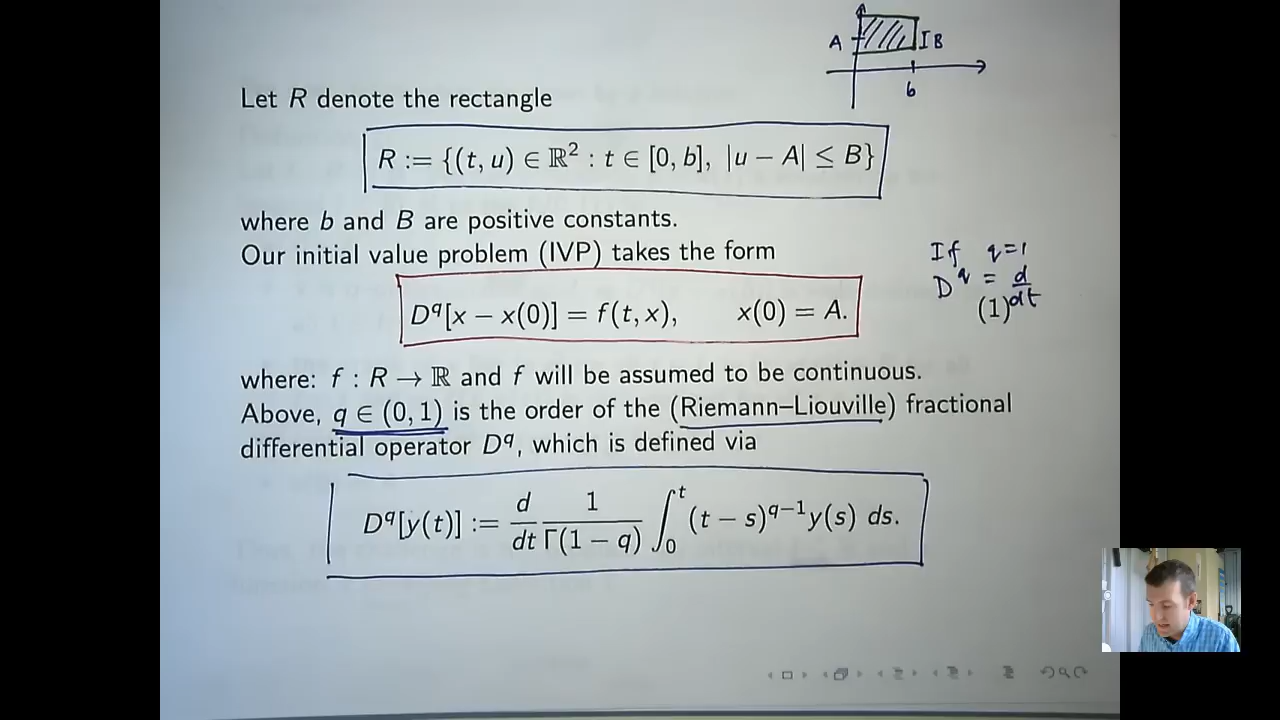 A
I B
b
Let R denote the rectangle
R := {(t, u) ∈ ℝ² : t ∈ [0, b], |u − A| ≤ B}
where b and B are positive constants.
Our initial value problem (IVP) takes the form
If q=1
D^q = d/dt
(1)
D^q[x − x(0)] = f(t, x), x(0) = A.
where: f : R → ℝ and f will be assumed to be continuous.
Above, q ∈ (0, 1) is the order of the (Riemann–Liouville) fractional
differential operator D^q, which is defined via
D^q[y(t)] := d/dt 1/Γ(1 − q) ∫₀ᵗ (t − s)^{q−1} y(s) ds.